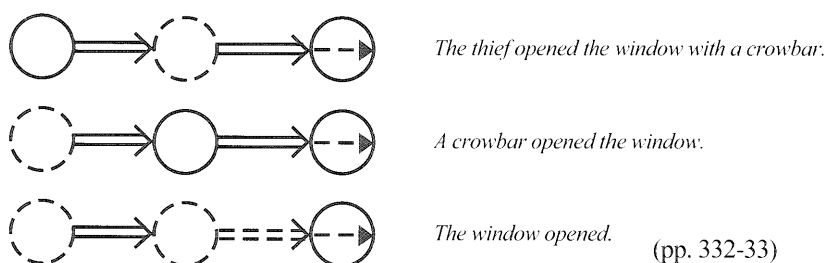 The thief opened the window with a crowbar.
A crowbar opened the window.
The window opened.
(pp. 332-33)